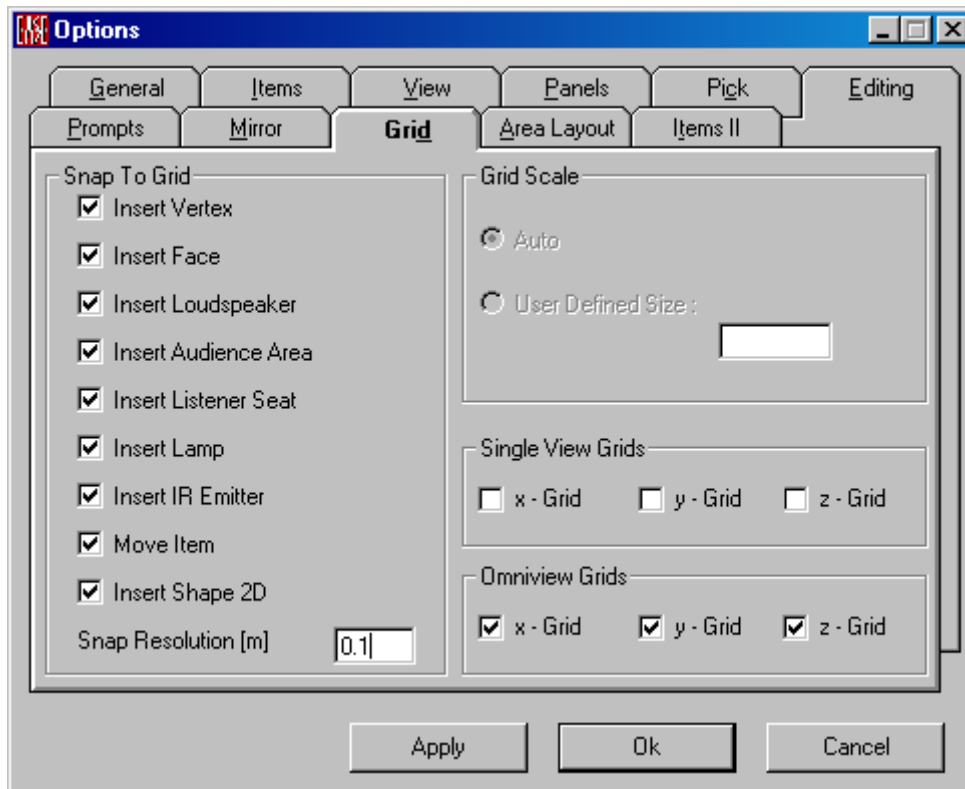 EASE Options
General Items View Panels Pick Editing
Prompts Mirror Grid Area Layout Items II
Snap To Grid
Insert Vertex
Insert Face
Insert Loudspeaker
Insert Audience Area
Insert Listener Seat
Insert Lamp
Insert IR Emitter
Move Item
Insert Shape 2D
Snap Resolution [m] 0.1
Grid Scale
Auto
User Defined Size :
Single View Grids
x - Grid y - Grid z - Grid
Omniview Grids
x - Grid y - Grid z - Grid
Apply Ok Cancel